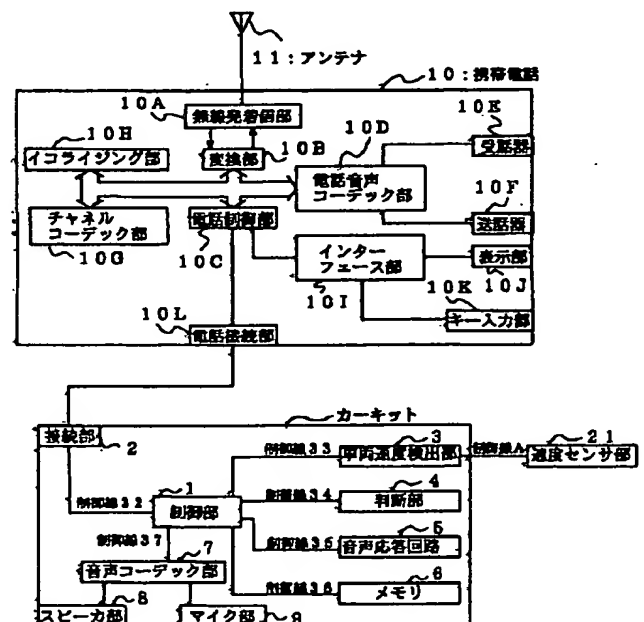 11：アンテナ
10：携帯電話
10A
無線発着信部
10H
イコライジング部
変換部
10B
10D
電話音声
コーデック部
10E
受話器
10F
送話器
チャネル
コーデック部
10G
電話制御部
10C
インター
フェース部
10I
表示部
10J
10K
キー入力部
10L
電話接続部
カーキット
接続部
2
制御線32
1
制御部
制御線33
3
車両速度検出部
制御線A
21
速度センサ部
制御線34
4
判断部
制御線35
5
音声応答回路
制御線36
6
メモリ
制御線37
7
音声コーデック部
8
スピーカ部
マイク部
9